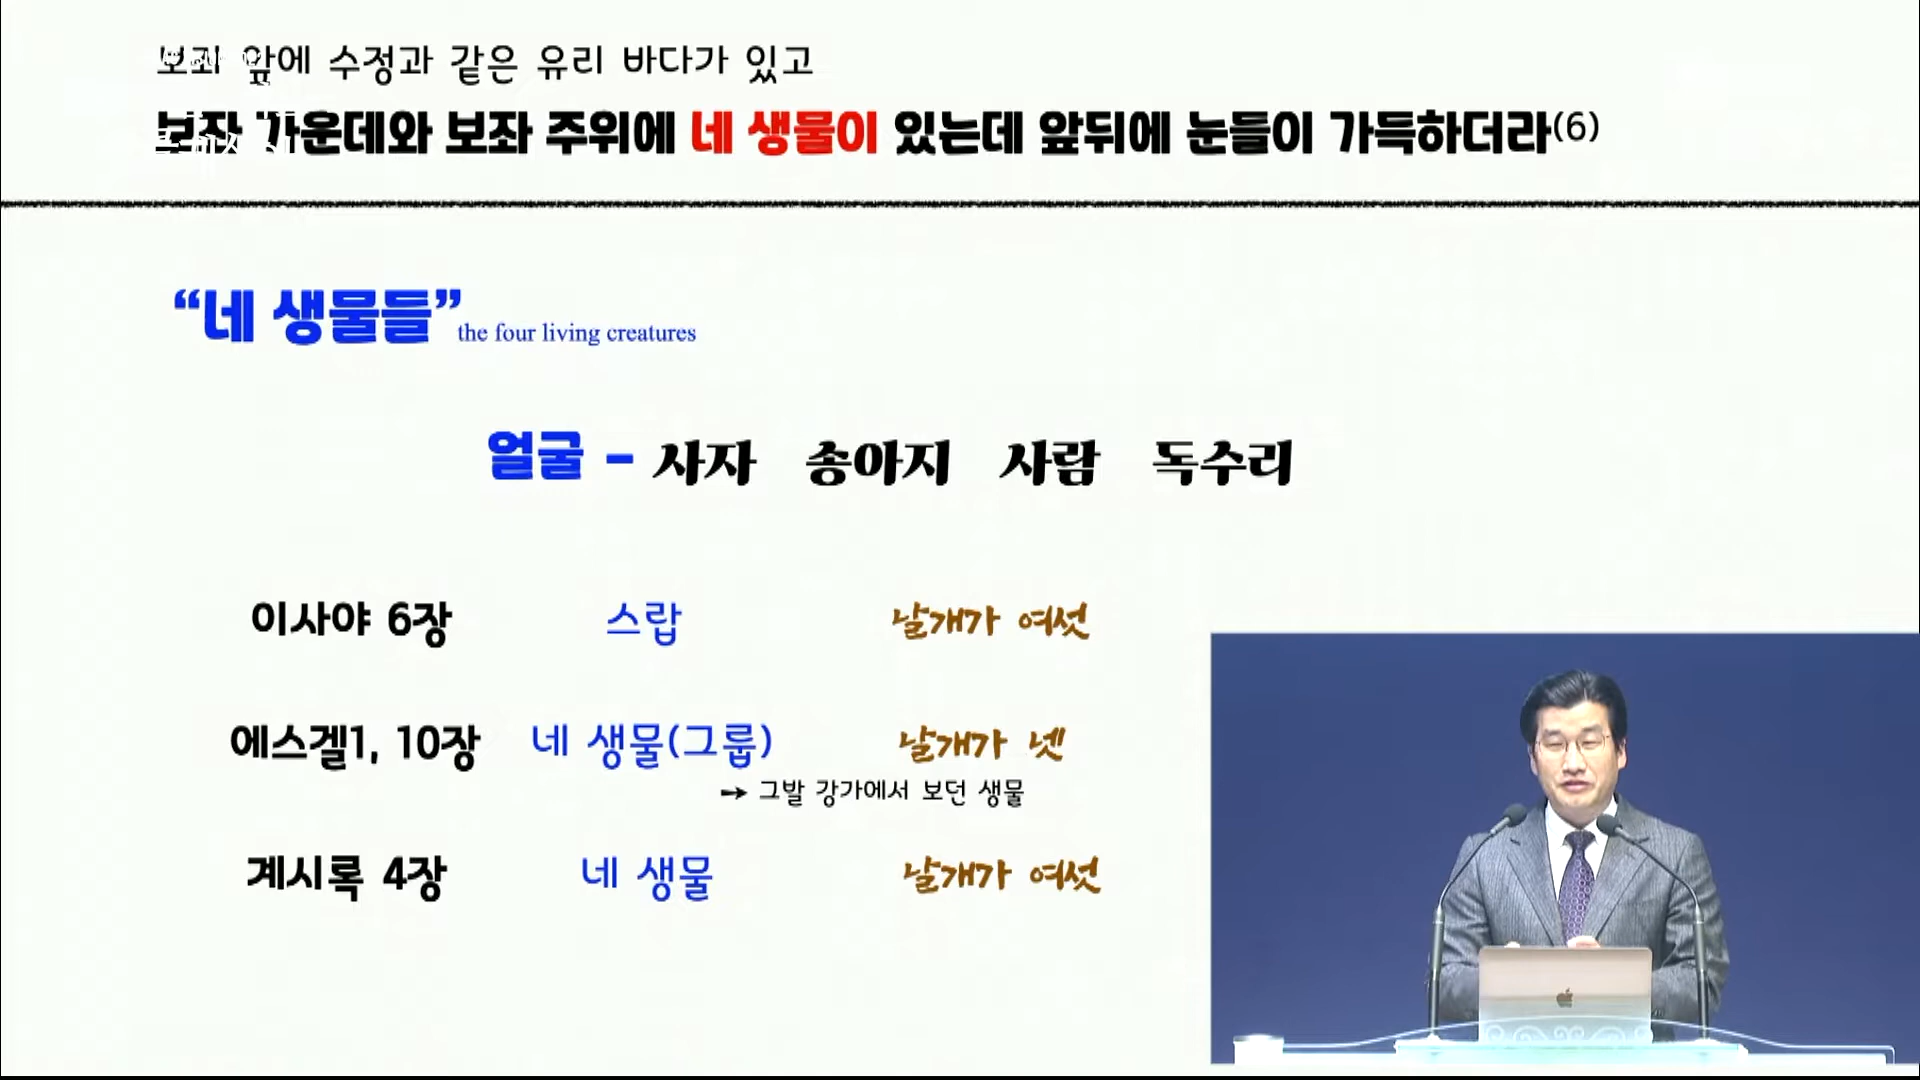 보좌 앞에 수정과 같은 유리 바다가 있고
보좌 가운데와 보좌 주위에 네 생물이 있는데 앞뒤에 눈들이 가득하더라(6)
“네 생물들” the four living creatures
얼굴 - 사자 송아지 사람 독수리
이사야 6장 스랍 날개가 여섯
에스겔1, 10장 네 생물(그룹) 날개가 넷
→ 그발 강가에서 보던 생물
계시록 4장 네 생물 날개가 여섯